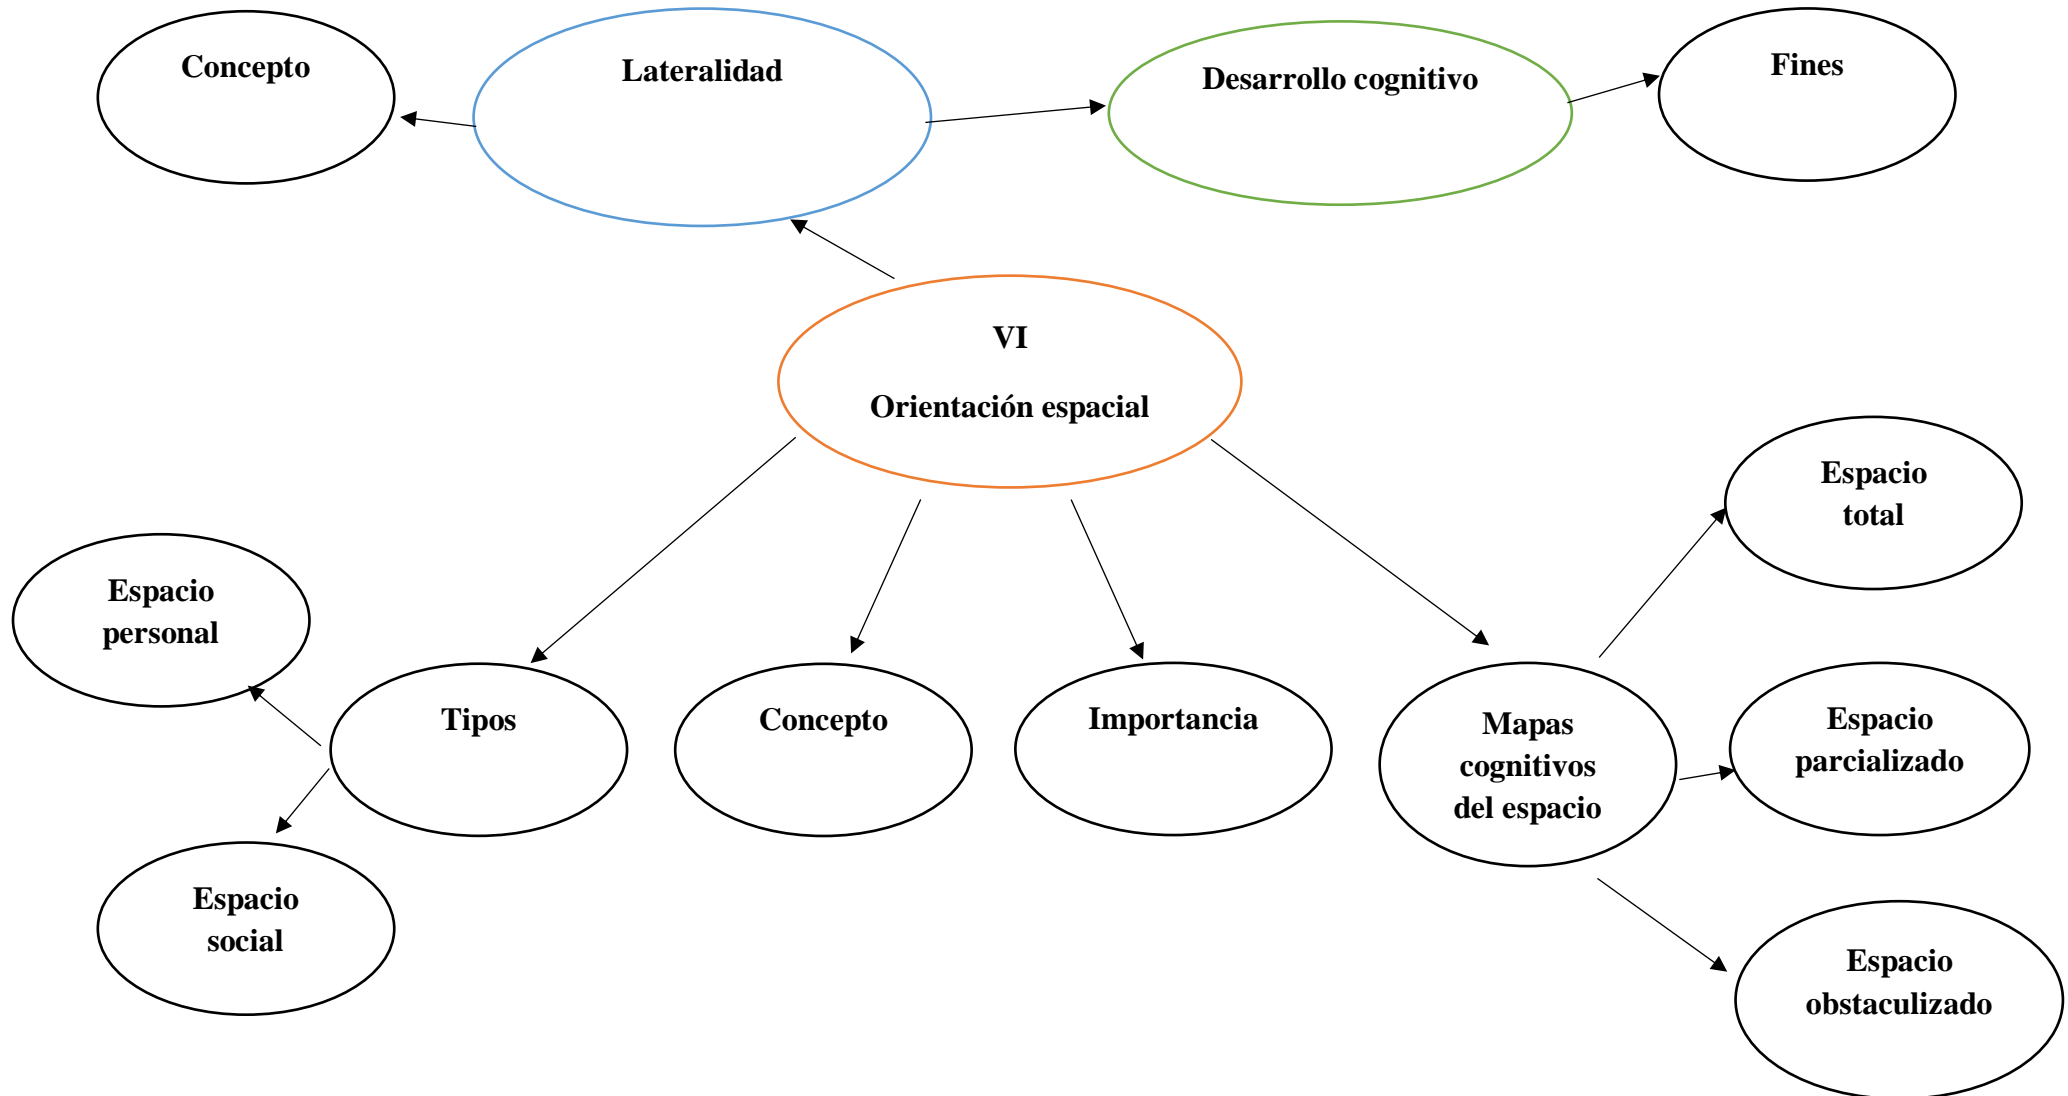 Concepto
Lateralidad
Desarrollo cognitivo
Fines
VI
Orientación espacial
Espacio
total
Espacio
personal
Tipos
Concepto
Importancia
Mapas
cognitivos
del espacio
Espacio
parcializado
Espacio
social
Espacio
obstaculizado